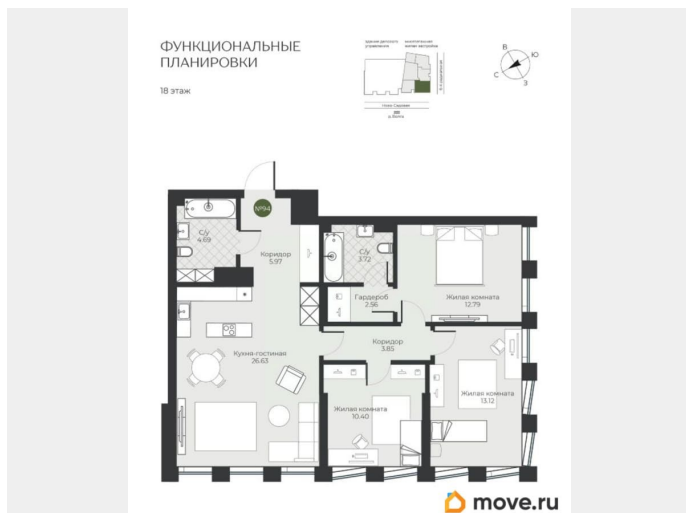 ФУНКЦИОНАЛЬНЫЕ
ПЛАНИРОВКИ
18 этаж
В
Ю
С
З
№94
С/у
4.69
Коридор
5.97
С/у
3.72
Гардероб
2.56
Жилая комната
12.79
Коридор
3.85
Кухня-гостиная
26.63
Жилая комната
10.40
Жилая комната
13.12
move.ru